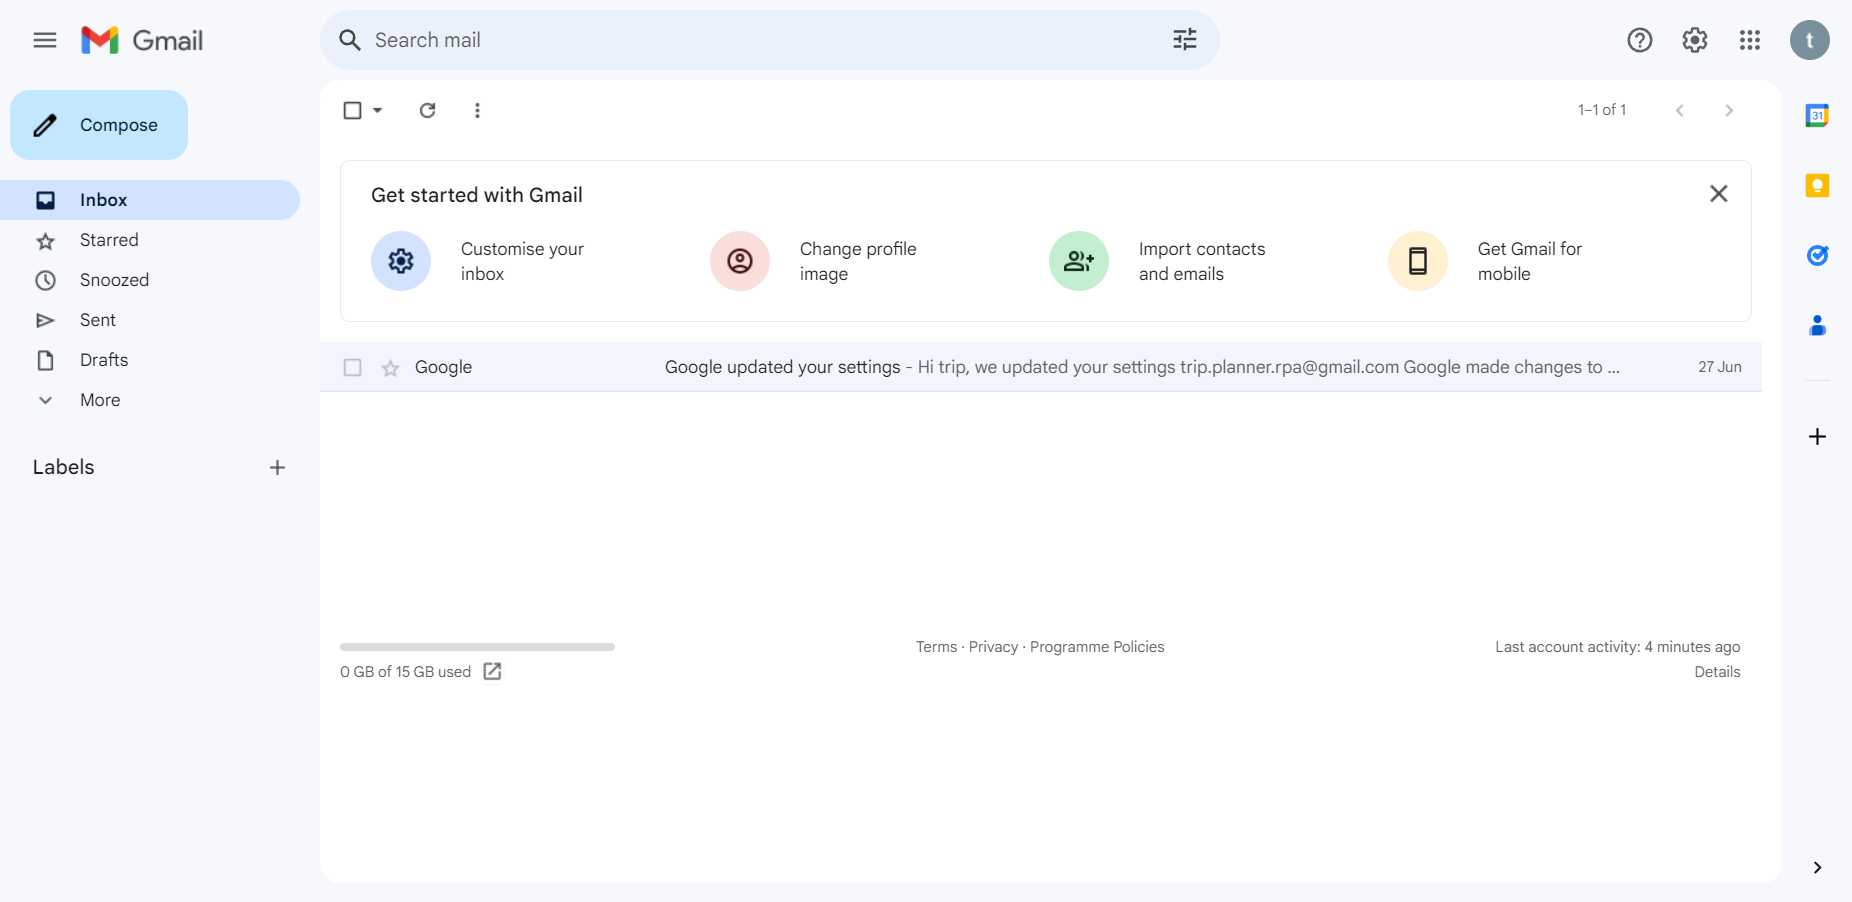 Gmail
Search mail
t
Compose
Inbox
Starred
Snoozed
Sent
Drafts
More
Labels
1–1 of 1
Get started with Gmail
Customise your
inbox
Change profile
image
Import contacts
and emails
Get Gmail for
mobile
Google Google updated your settings - Hi trip, we updated your settings trip.planner.rpa@gmail.com Google made changes to ... 27 Jun
0 GB of 15 GB used
Terms · Privacy · Programme Policies
Last account activity: 4 minutes ago
Details
31